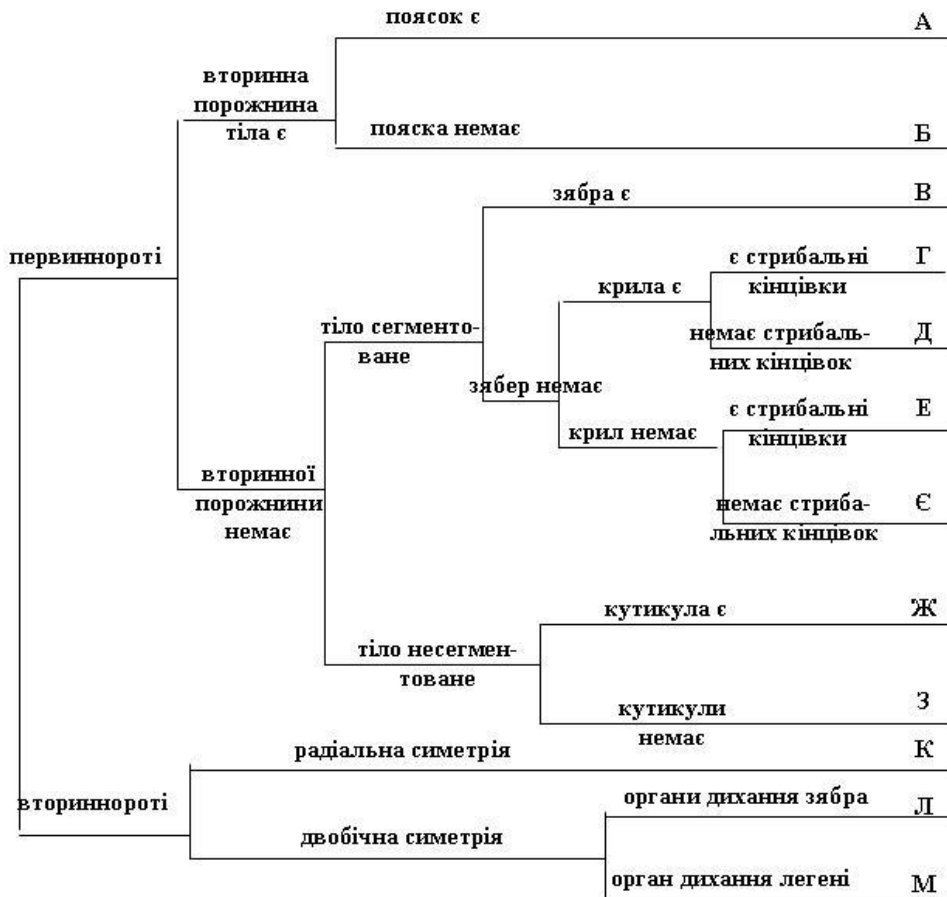 поясок є
А
вторинна
порожнина
тіла є
пояска немає
Б
зябра є
В
первиннороті
є стрибальні
кінцівки
Г
крила є
тіло сегменто-
ване
немає стрибаль-
них кінцівок
Д
зябер немає
є стрибальні
кінцівки
Е
крил немає
вторинної
порожнини
немає
немає стриба-
льних кінцівок
Є
кутикула є
Ж
тіло несегмен-
товане
кутикули
немає
З
радіальна симетрія
К
вториннороті
органи дихання зябра
Л
двобічна симетрія
орган дихання легені
М